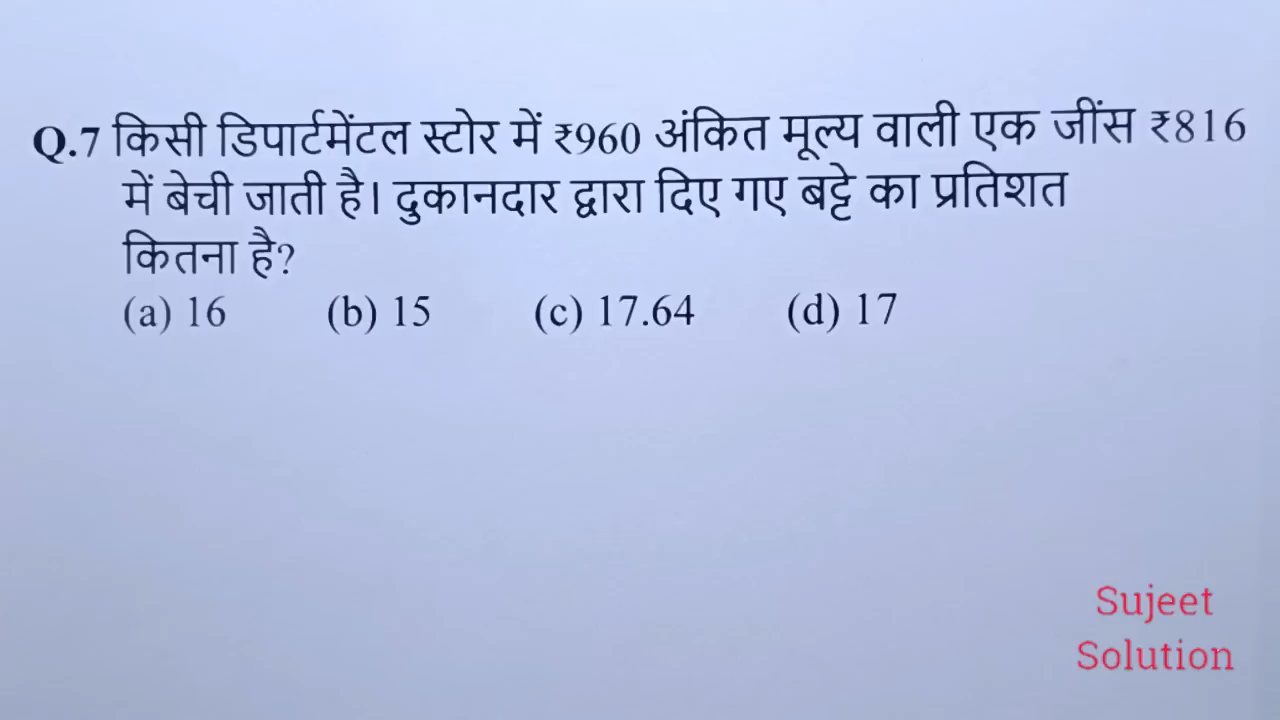 Q.7 किसी डिपार्टमेंटल स्टोर में ₹960 अंकित मूल्य वाली एक जींस ₹816
में बेची जाती है। दुकानदार द्वारा दिए गए बट्टे का प्रतिशत
कितना है?
(a) 16 (b) 15 (c) 17.64 (d) 17
Sujeet
Solution